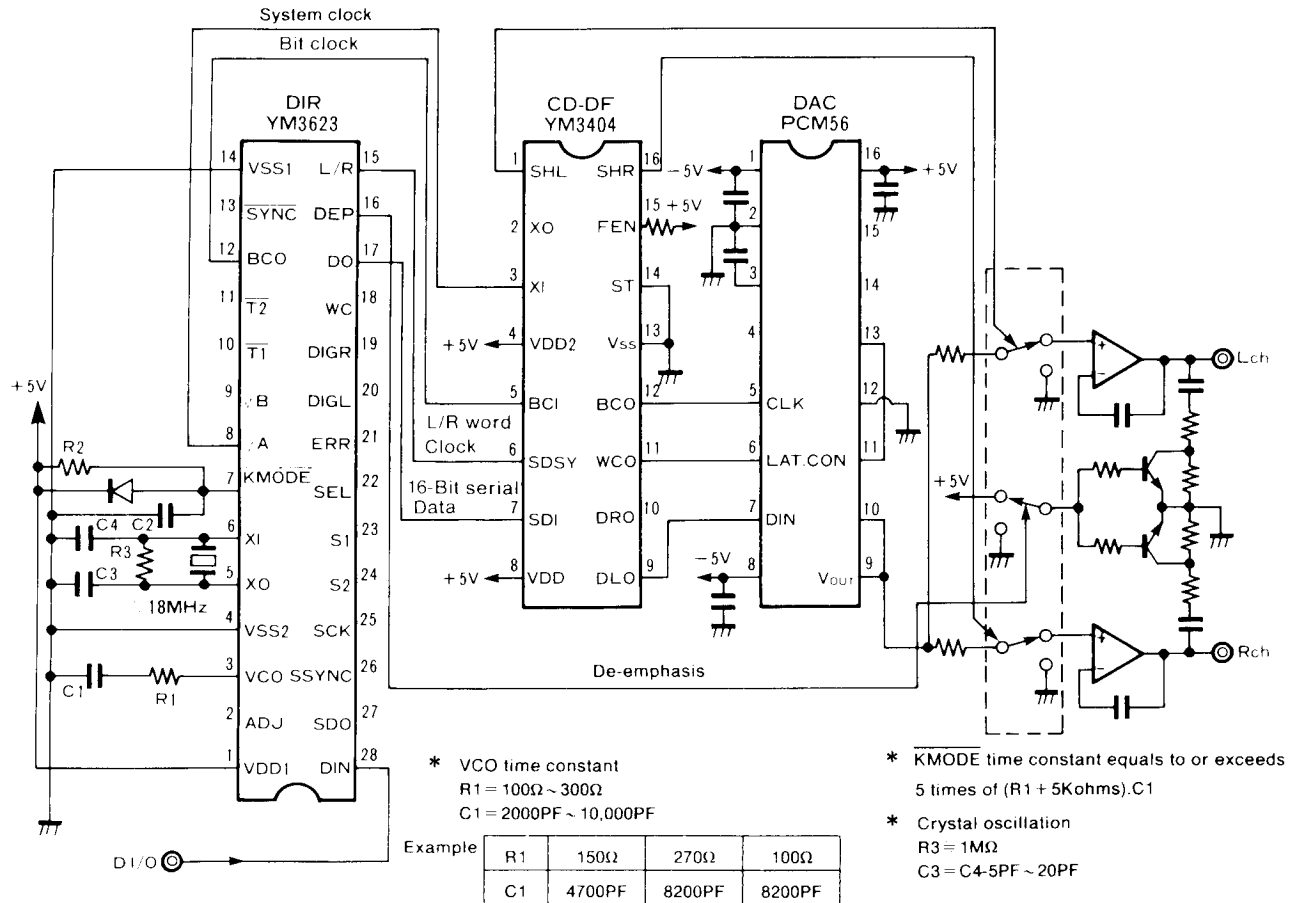 System clock
Bit clock
DIR
YM3623
CD-DF
YM3404
DAC
PCM56
14 VSS1 L/R 15
13 SYNC DEP 16
12 BCO DO 17
11 T2 WC 18
10 T1 DIGR 19
9 B DIGL 20
8 A ERR 21
7 KMODE SEL 22
6 XI S1 23
5 XO S2 24
4 VSS2 SCK 25
3 VCO SSYNC 26
2 ADJ SDO 27
1 VDD1 DIN 28
+5V
R2
C4 C2
R3
C3
18MHz
C1 R1
DI/O
L/R word
Clock
16-Bit serial
Data
1 SHL SHR 16
2 XO FEN 15 +5V
3 XI ST 14
+5V 4 VDD2 Vss 13
5 BCI BCO 12
6 SDSY WCO 11
7 SDI DRO 10
+5V 8 VDD DLO 9
-5V 1 16 +5V
2 15
3 14
4 13
5 CLK 12
6 LAT.CON 11
7 DIN 10
-5V 8 VOUT 9
De-emphasis
+5V
+
-
Lch
+
-
Rch
* VCO time constant
R1=100Ω~300Ω
C1=2000PF~10,000PF
Example
R1 150Ω 270Ω 100Ω
C1 4700PF 8200PF 8200PF
* KMODE time constant equals to or exceeds
5 times of (R1+5Kohms).C1
* Crystal oscillation
R3=1MΩ
C3=C4-5PF~20PF